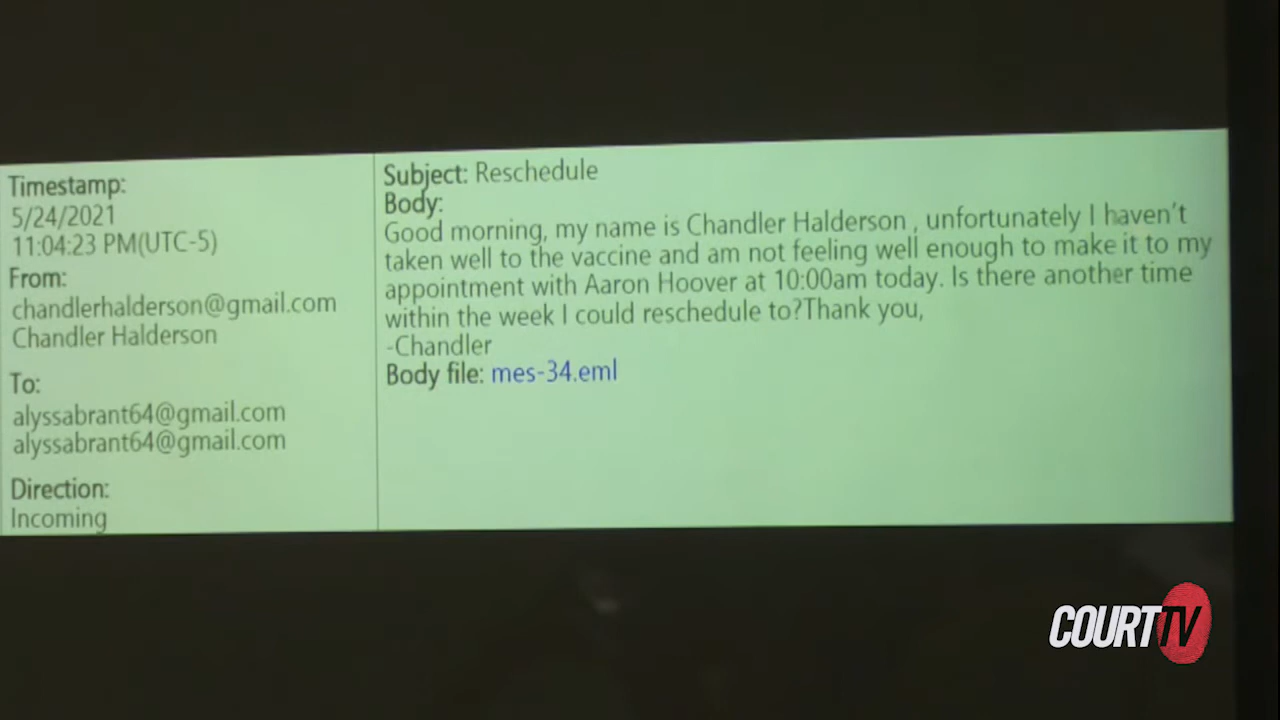 Timestamp:
5/24/2021
11:04:23 PM(UTC-5)
From:
chandlerhalderson@gmail.com
Chandler Halderson
To:
alyssabrant64@gmail.com
alyssabrant64@gmail.com
Direction:
Incoming
Subject: Reschedule
Body:
Good morning, my name is Chandler Halderson , unfortunately I haven't
taken well to the vaccine and am not feeling well enough to make it to my
appointment with Aaron Hoover at 10:00am today. Is there another time
within the week I could reschedule to?Thank you,
-Chandler
Body file: mes-34.eml
COURT TV